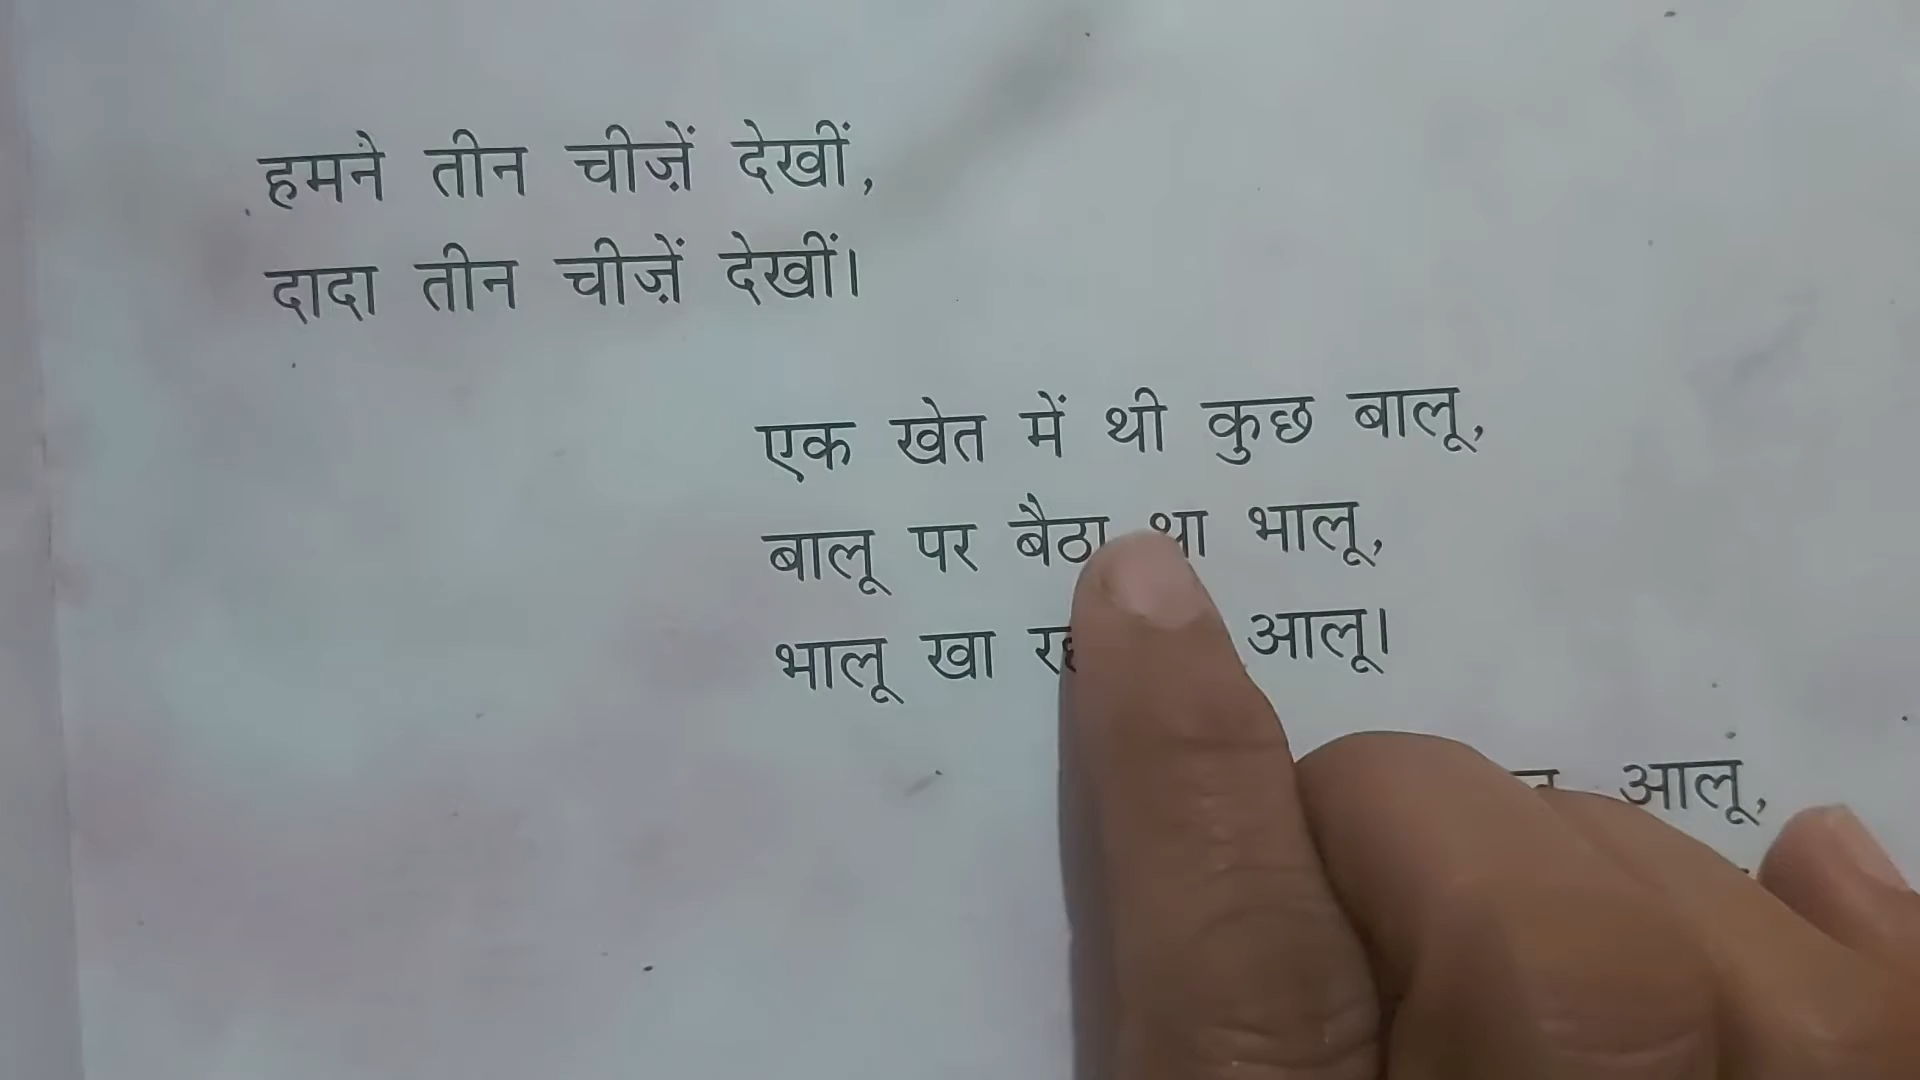 हमने तीन चीज़ें देखीं,
दादा तीन चीज़ें देखीं।
एक खेत में थी कुछ बालू,
बालू पर बैठा था भालू,
भालू खा आलू।
आलू,